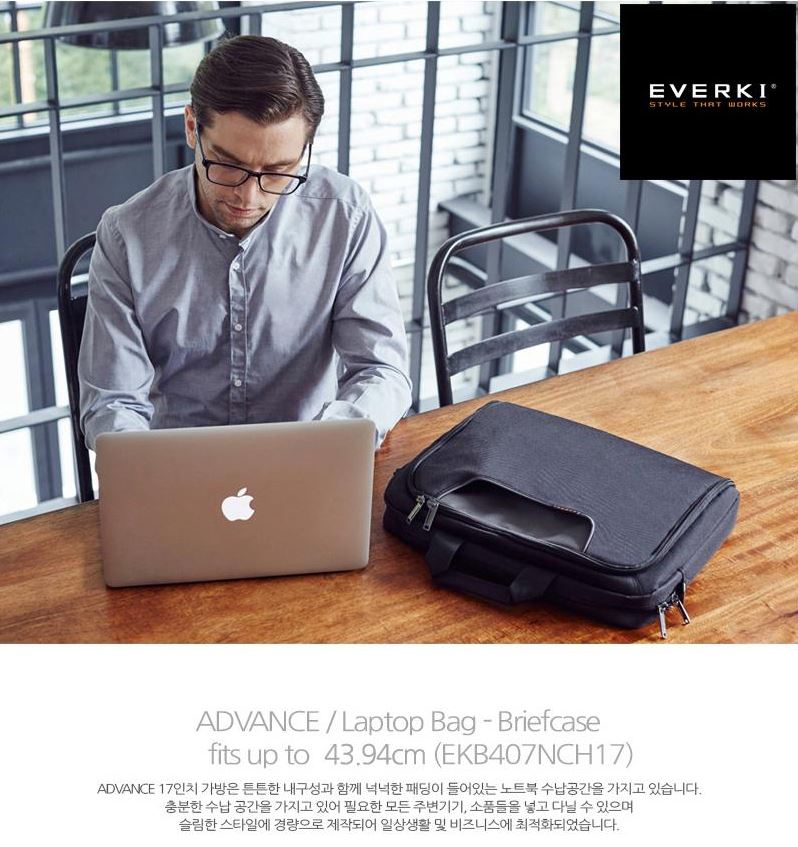 EVERKI®
STYLE THAT WORKS
ADVANCE / Laptop Bag - Briefcase
fits up to 43.94cm (EKB407NCH17)
ADVANCE 17인치 가방은 튼튼한 내구성과 함께 넉넉한 패딩이 들어있는 노트북 수납공간을 가지고 있습니다.
충분한 수납 공간을 가지고 있어 필요한 모든 주변기기, 소품들을 넣고 다닐 수 있으며
슬림한 스타일에 경량으로 제작되어 일상생활 및 비즈니스에 최적화되었습니다.